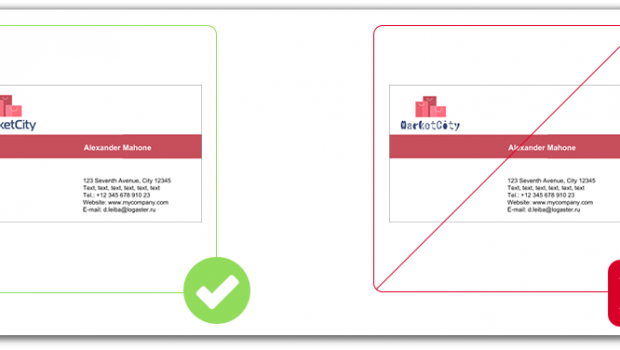 ketCity
Alexander Mahone
123 Seventh Avenue, City 12345
Text, text, text, text, text, text
Tel.: +12 345 678 910 23
Website: www.mycompany.com
E-mail: d.leiba@logaster.ru
MarketCity
Alexander Mahone
123 Seventh Avenue, City 12345
Text, text, text, text, text, text
Tel.: +12 345 678 910 23
Website: www.mycompany.com
E-mail: d.leiba@logaster.ru